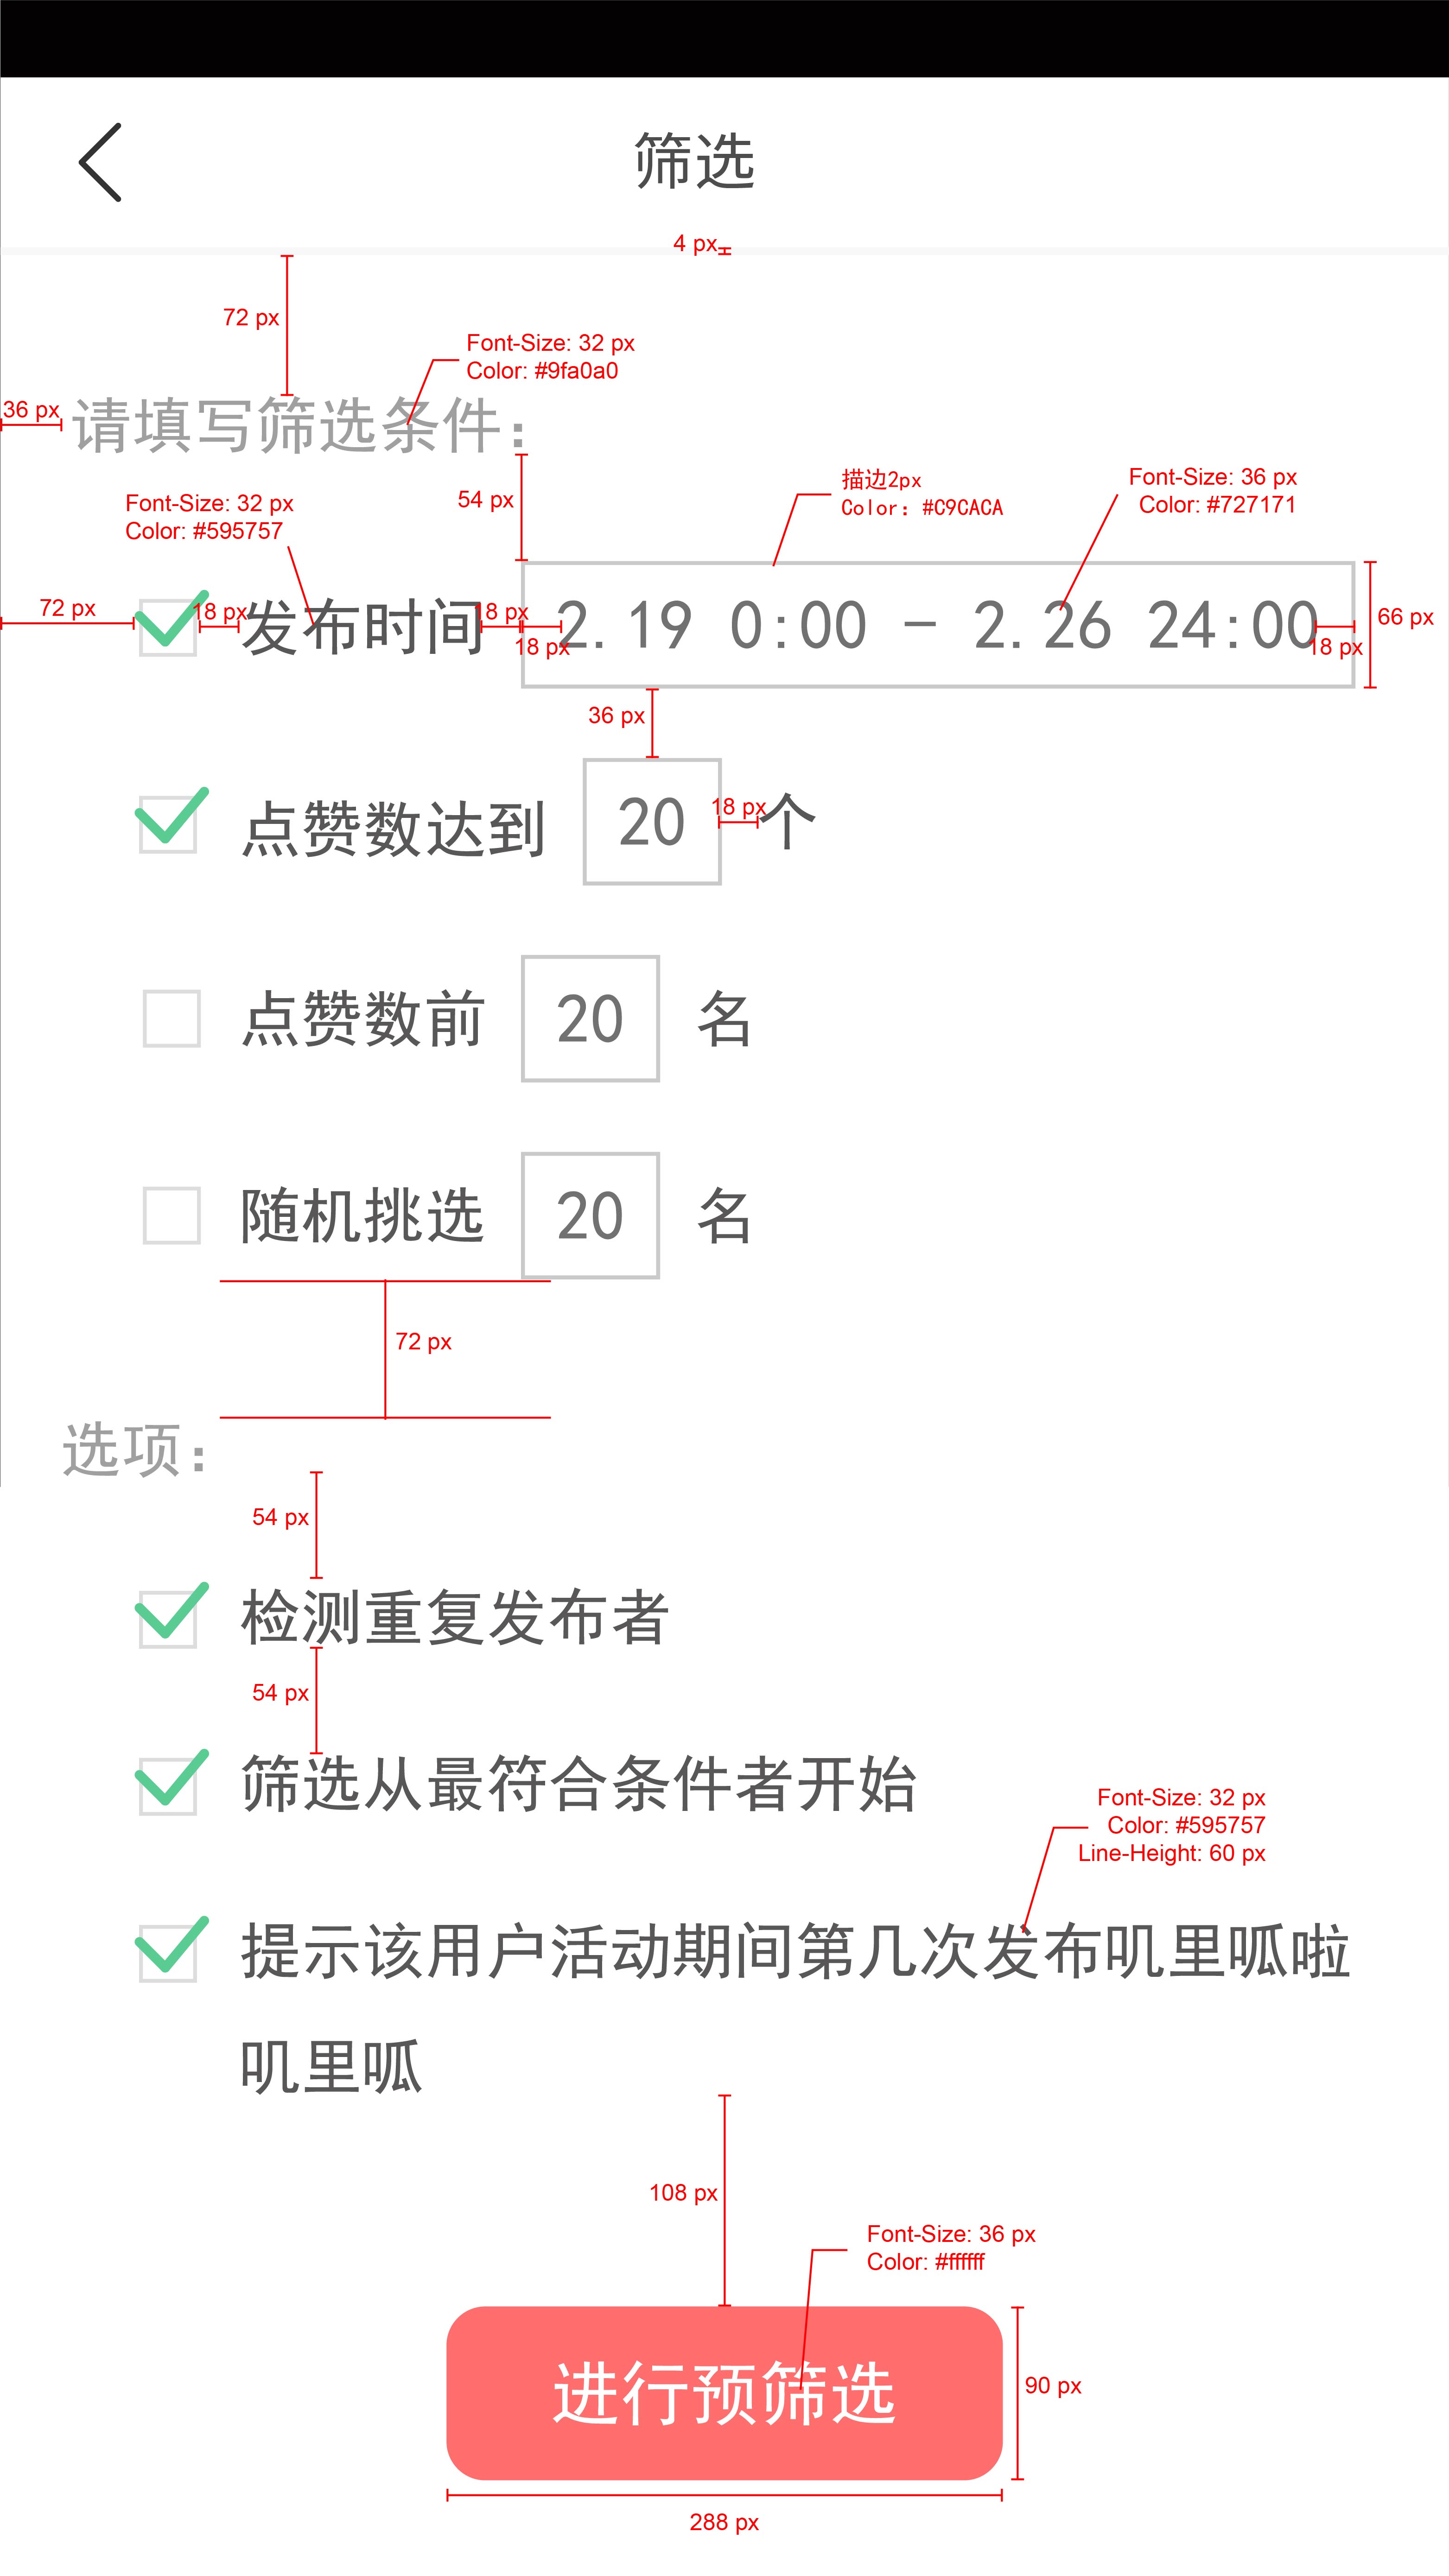 筛选
4 px
72 px
Font-Size: 32 px
Color: #9fa0a0
36 px
请填写筛选条件：
54 px
描边2px
Color：#C9CACA
Font-Size: 36 px
Color: #727171
Font-Size: 32 px
Color: #595757
72 px
18 px
发布时间
18 px
18 px
2.19 0:00 - 2.26 24:00
18 px
66 px
36 px
点赞数达到 20 个
18 px
点赞数前 20 名
随机挑选 20 名
72 px
选项：
54 px
检测重复发布者
54 px
筛选从最符合条件者开始
Font-Size: 32 px
Color: #595757
Line-Height: 60 px
提示该用户活动期间第几次发布叽里呱啦
叽里呱
108 px
Font-Size: 36 px
Color: #ffffff
进行预筛选
90 px
288 px